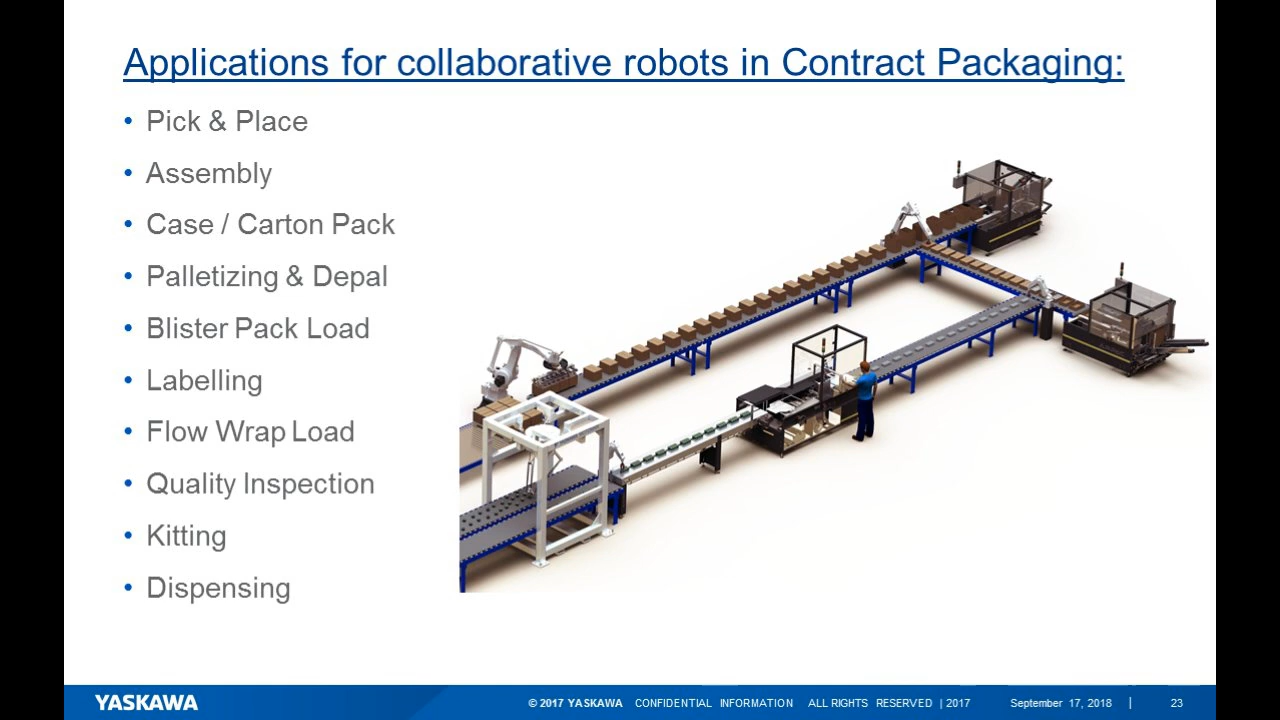 Applications for collaborative robots in Contract Packaging:
• Pick & Place
• Assembly
• Case / Carton Pack
• Palletizing & Depal
• Blister Pack Load
• Labelling
• Flow Wrap Load
• Quality Inspection
• Kitting
• Dispensing
YASKAWA © 2017 YASKAWA CONFIDENTIAL INFORMATION ALL RIGHTS RESERVED | 2017 September 17, 2018 | 23